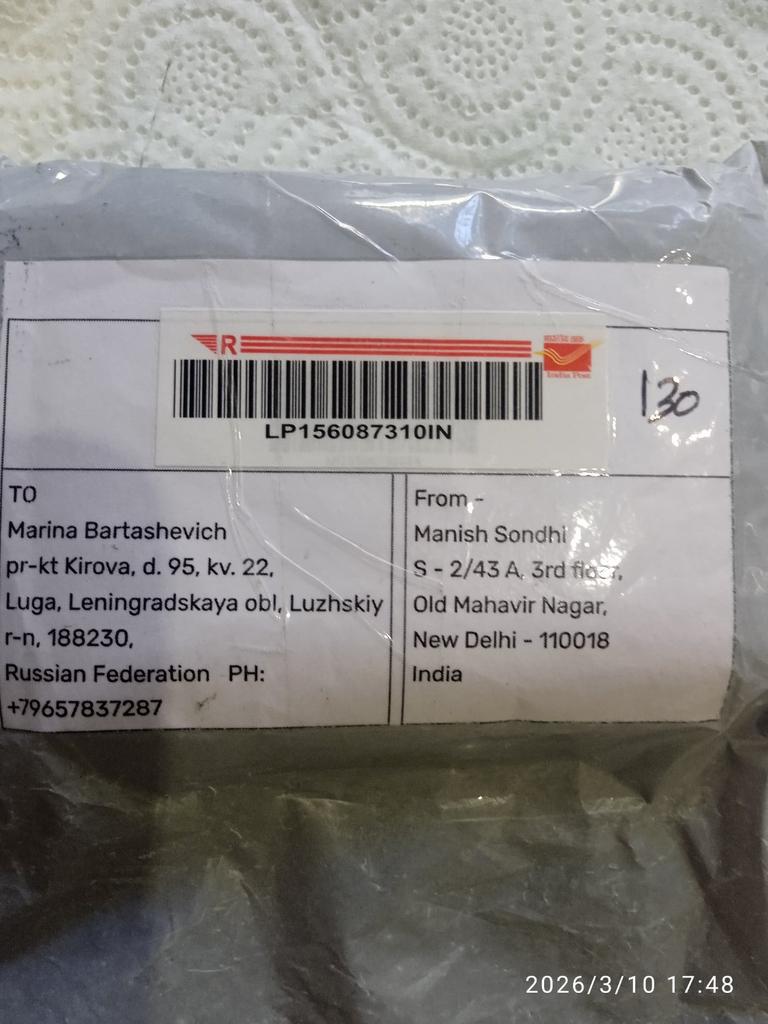 R
India Post
LP156087310IN
130
TO
Marina Bartashevich
pr-kt Kirova, d. 95, kv. 22,
Luga, Leningradskaya obl, Luzhskiy
r-n, 188230,
Russian Federation PH:
+79657837287
From -
Manish Sondhi
S - 2/43 A, 3rd floor,
Old Mahavir Nagar,
New Delhi - 110018
India
2026/3/10 17:48